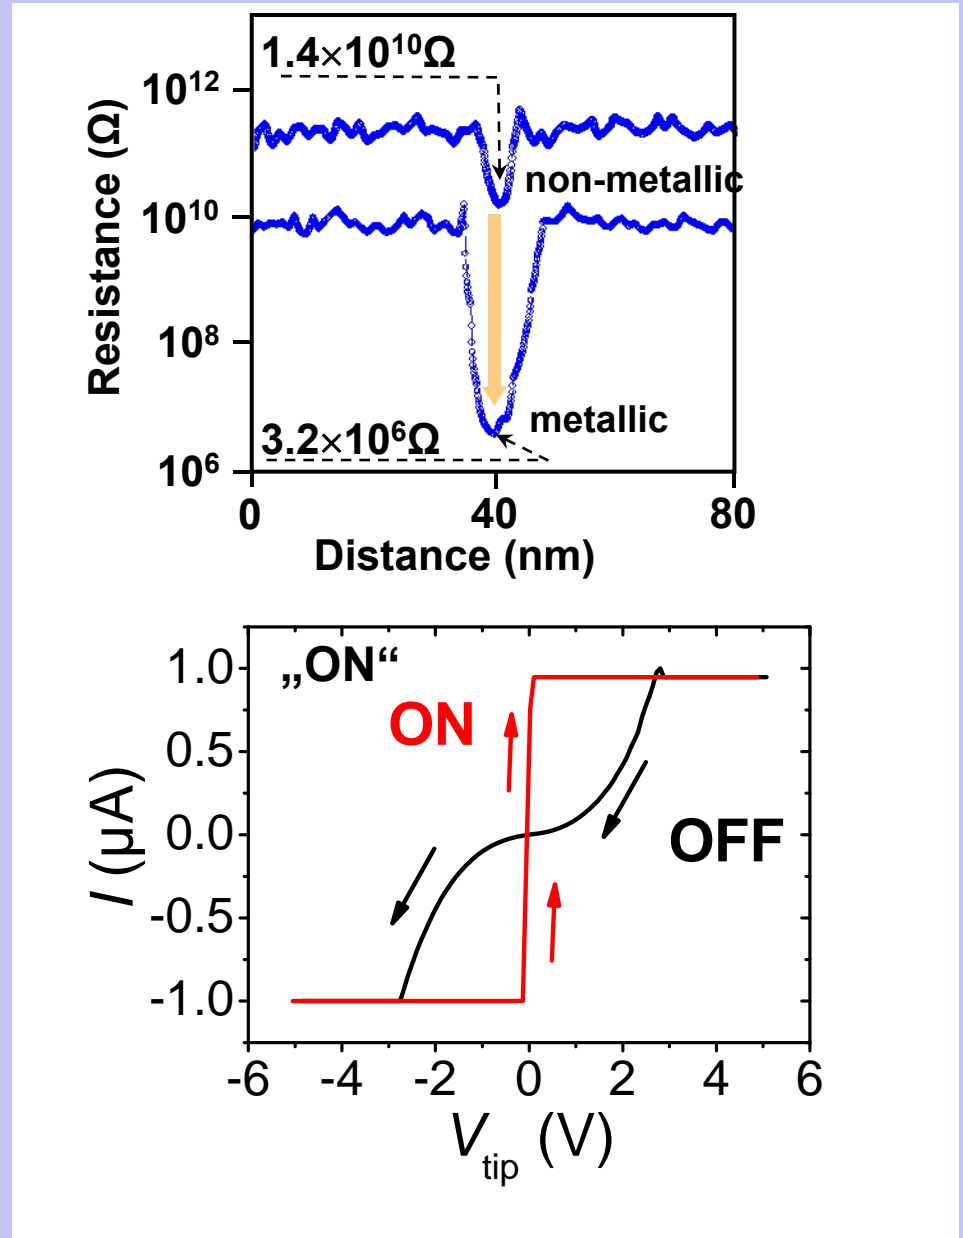 1.4×10¹⁰Ω
10¹²
non-metallic
10¹⁰
Resistance (Ω)
10⁸
metallic
3.2×10⁶Ω
10⁶
0 40 80
Distance (nm)
„ON“
1.0
ON
0.5
OFF
0.0
I (µA)
-0.5
-1.0
-6 -4 -2 0 2 4 6
V_tip (V)